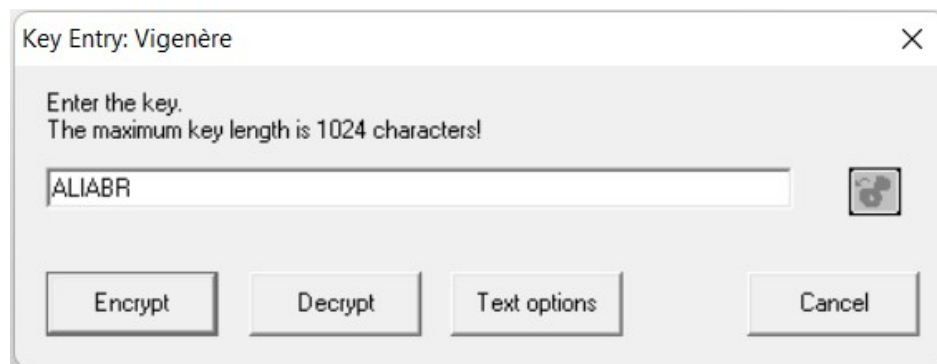 Key Entry: Vigenère
Enter the key.
The maximum key length is 1024 characters!
ALIABR
Encrypt Decrypt Text options Cancel